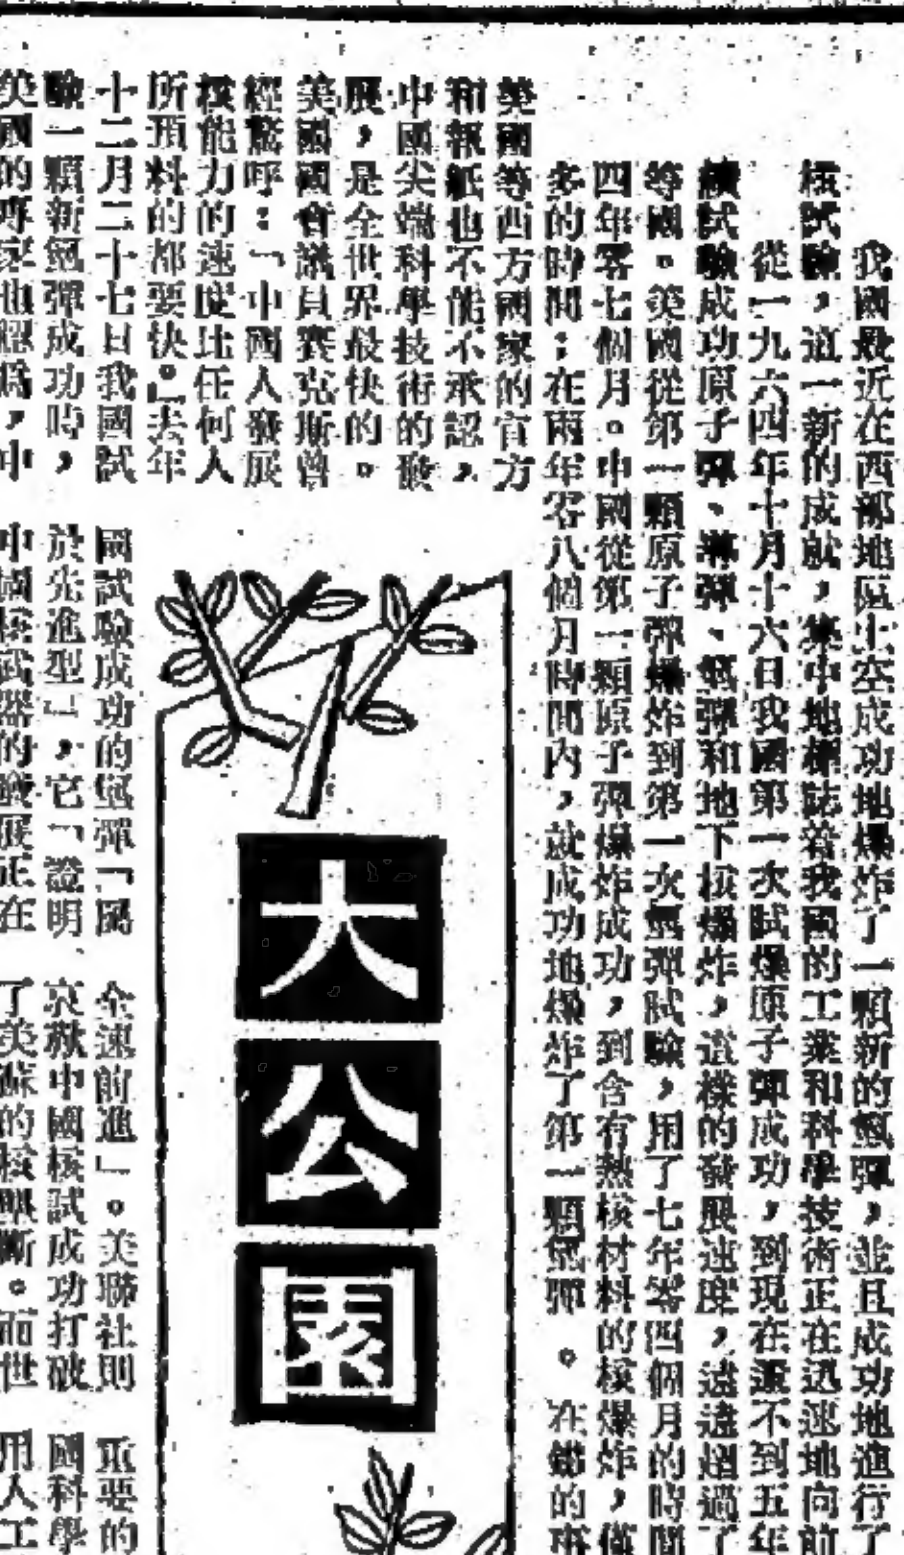 我國最近在西部地區上空成功地爆炸了一顆新的氫彈，並且成功地進行了
核試驗，這一新的成就，集中地標誌着我國的工業和科學技術正在迅速地向前
從一九六四年十月十六日我國第一次試爆原子彈成功，到現在還不到五年
續試驗成功原子彈、導彈、氫彈和地下核爆炸，這樣的發展速度，遠遠超過了
等國。美國從第一顆原子彈爆炸到第一次氫彈試驗，用了七年零四個月的時間
四年零七個月。中國從第一顆原子彈爆炸成功，到含有熱核材料的核爆炸，僅
多的時間；在兩年零八個月時間內，就成功地爆炸了第一顆氫彈。在鐵的事
美國等西方國家的官方
和報紙也不能不承認，
中國尖端科學技術的發
展，是全世界最快的。
美國國會議員賽克斯曾
經驚呼：「中國人發展
核能力的速度比任何人
所預料的都要快。」去年
十二月二十七日我國試
驗一顆新氫彈成功時，
美國的專家也認為，中
大公園
國試驗成功的氫彈「屬
於先進型」，它「證明、
中國核武器的發展正在
全速前進」。美聯社則
哀歎中國核試成功打破
了美蘇的核壟斷。而世
重要的
國科學
用人工